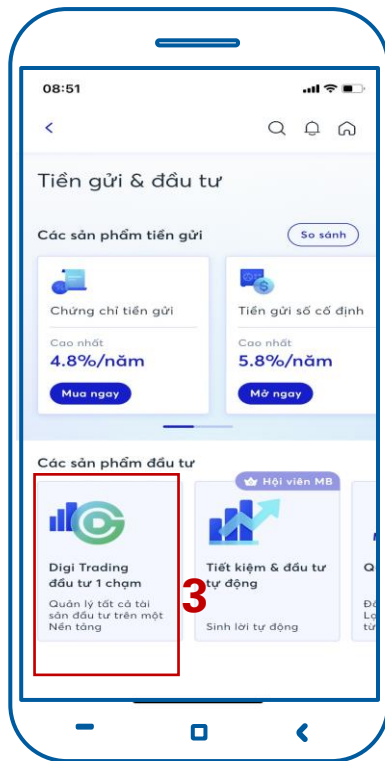 08:51
Tiền gửi & đầu tư
Các sản phẩm tiền gửi
So sánh
Chứng chỉ tiền gửi
Cao nhất
4.8%/năm
Mua ngay
Tiền gửi số cố định
Cao nhất
5.8%/năm
Mở ngay
Các sản phẩm đầu tư
Hội viên MB
Digi Trading
đầu tư 1 chạm
Quản lý tất cả tài
sản đầu tư trên một
Nền tảng
3
Tiết kiệm & đầu tư
tự động
Sinh lời tự động